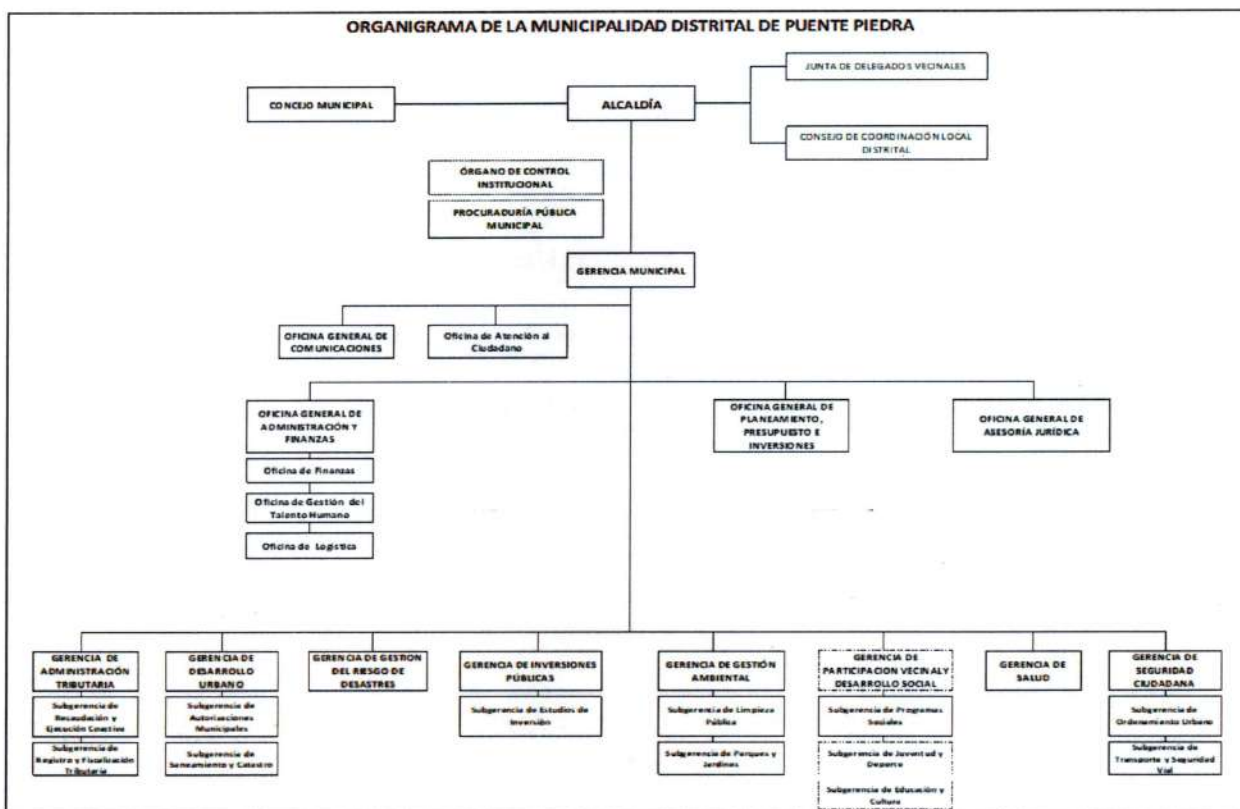 ORGANIGRAMA DE LA MUNICIPALIDAD DISTRITAL DE PUENTE PIEDRA
JUNTA DE DELEGADOS VECINALES
CONCEJO MUNICIPAL
ALCALDÍA
CONSEJO DE COORDINACIÓN LOCAL
DISTRITAL
ÓRGANO DE CONTROL
INSTITUCIONAL
PROCURADURÍA PÚBLICA
MUNICIPAL
GERENCIA MUNICIPAL
OFICINA GENERAL DE
COMUNICACIONES
Oficina de Atención al
Ciudadano
OFICINA GENERAL DE
ADMINISTRACIÓN Y
FINANZAS
OFICINA GENERAL DE
PLANEAMIENTO,
PRESUPUESTO E
INVERSIONES
OFICINA GENERAL DE
ASESORÍA JURÍDICA
Oficina de Finanzas
Oficina de Gestión del
Talento Humano
Oficina de Logística
GERENCIA DE
ADMINISTRACIÓN
TRIBUTARIA
Subgerencia de
Recaudación y
Ejecución Coactiva
Subgerencia de
Registro y Fiscalización
Tributaria
GERENCIA DE
DESARROLLO
URBANO
Subgerencia de
Autorizaciones
Municipales
Subgerencia de
Saneamiento y Catastro
GERENCIA DE GESTION
DEL RIESGO DE
DESASTRES
GERENCIA DE INVERSIONES
PÚBLICAS
Subgerencia de Estudios de
Inversión
GERENCIA DE GESTIÓN
AMBIENTAL
Subgerencia de Limpieza
Pública
Subgerencia de Parques y
Jardines
GERENCIA DE
PARTICIPACION VECINAL Y
DESARROLLO SOCIAL
Subgerencia de Programas
Sociales
Subgerencia de Juventud y
Deporte
Subgerencia de Educación y
Cultura
GERENCIA DE
SALUD
GERENCIA DE
SEGURIDAD
CIUDADANA
Subgerencia de
Ordenamiento Urbano
Subgerencia de
Transporte y Seguridad
Vial